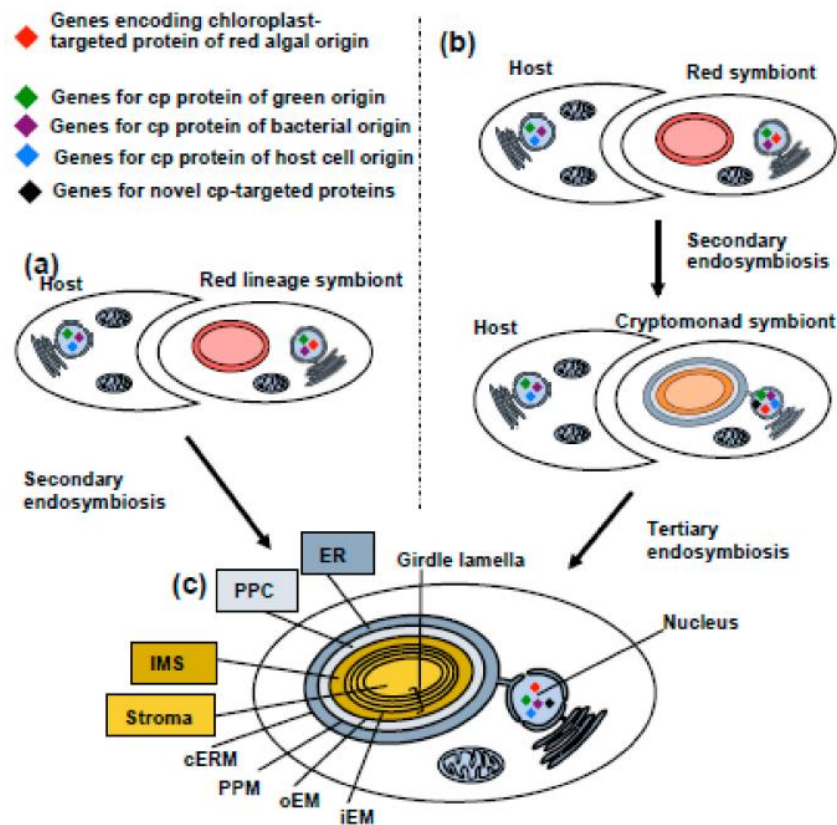 Genes encoding chloroplast-
targeted protein of red algal origin
Genes for cp protein of green origin
Genes for cp protein of bacterial origin
Genes for cp protein of host cell origin
Genes for novel cp-targeted proteins
(a)
Host
Red lineage symbiont
Secondary
endosymbiosis
(b)
Host
Red symbiont
Secondary
endosymbiosis
Host
Cryptomonad symbiont
Tertiary
endosymbiosis
(c)
ER
PPC
IMS
Stroma
cERM
PPM
oEM
iEM
Girdle lamella
Nucleus